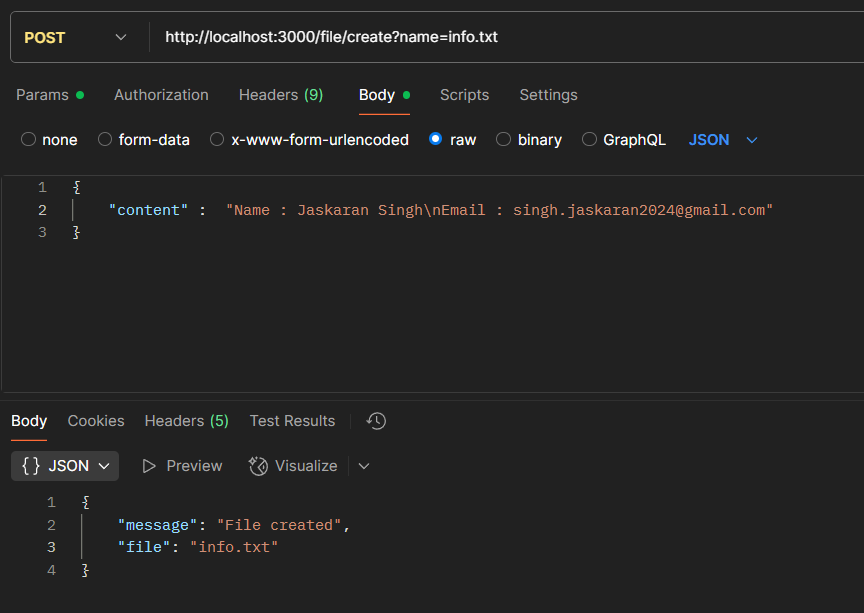 POST http://localhost:3000/file/create?name=info.txt
Params Authorization Headers (9) Body Scripts Settings
none form-data x-www-form-urlencoded raw binary GraphQL JSON
1 {
2 "content" : "Name : Jaskaran Singh\nEmail : singh.jaskaran2024@gmail.com"
3 }
Body Cookies Headers (5) Test Results
{} JSON Preview Visualize
1 {
2 "message": "File created",
3 "file": "info.txt"
4 }